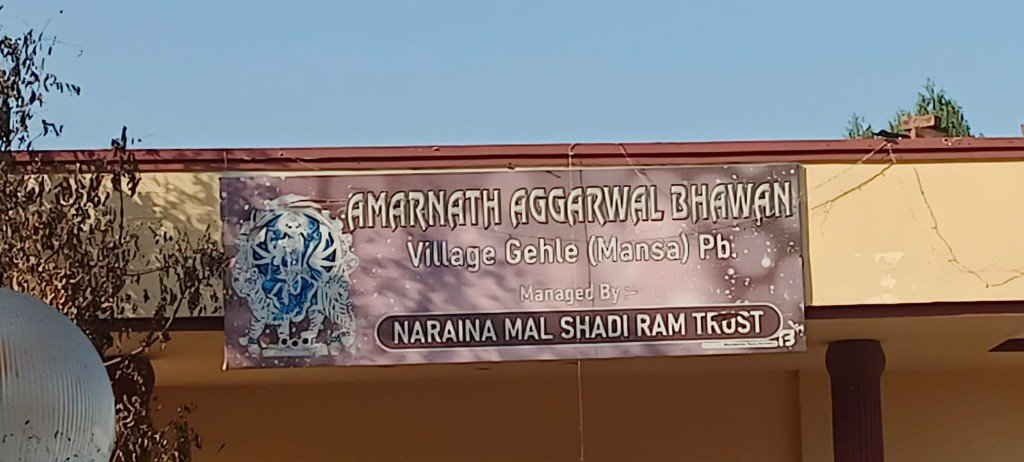 AMARNATH AGGARWAL BHAWAN
Village Gehle (Mansa) Pb.
Managed By :-
NARAINA MAL SHADI RAM TRUST